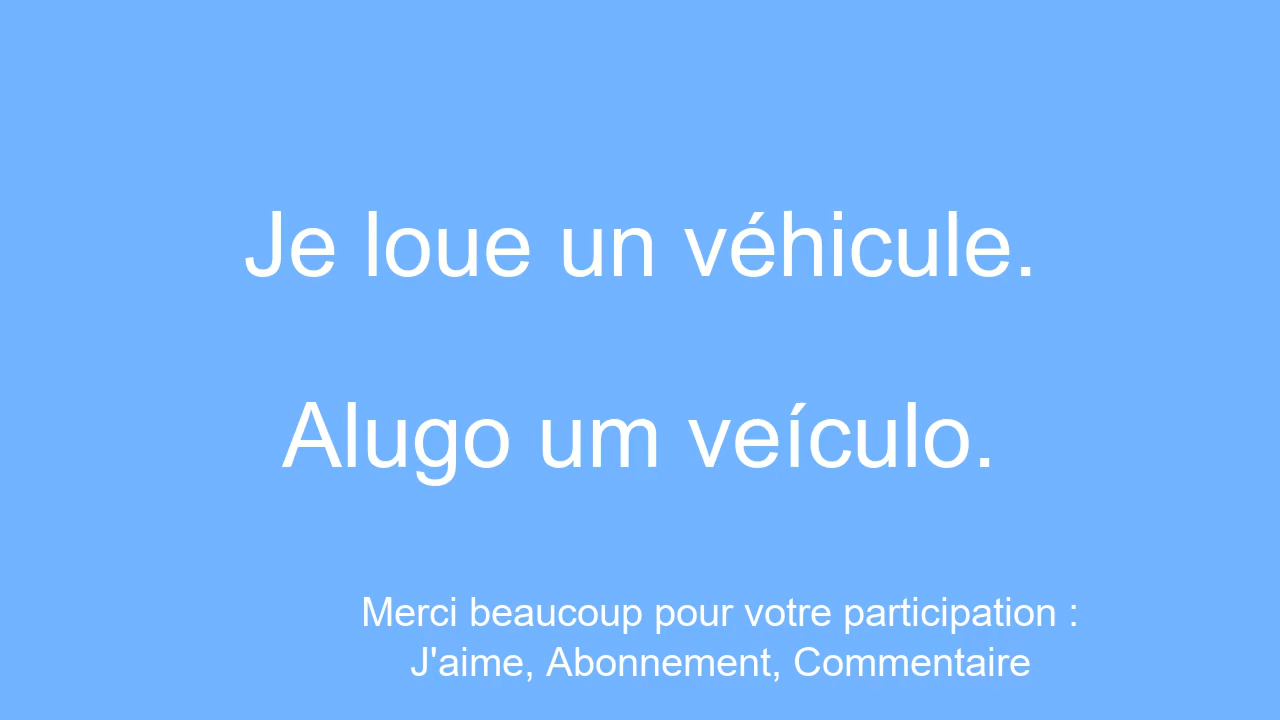 Je loue un véhicule.
Alugo um veículo.
Merci beaucoup pour votre participation :
J'aime, Abonnement, Commentaire